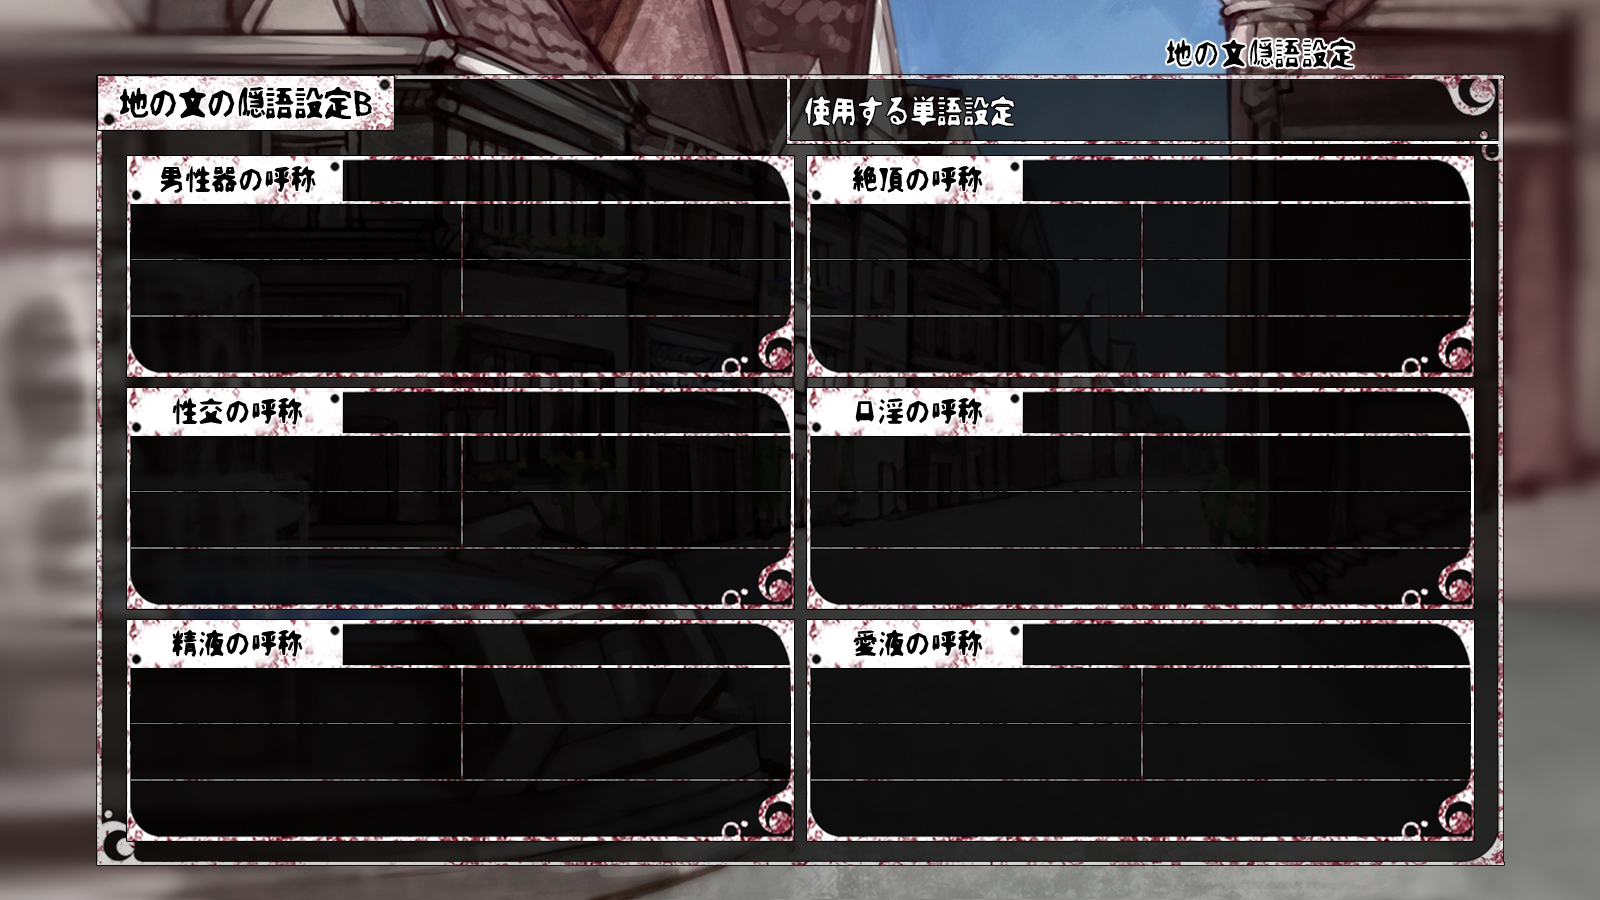 地の文隠語設定
地の文の隠語設定B
使用する単語設定
男性器の呼称
絶頂の呼称
性交の呼称
口淫の呼称
精液の呼称
愛液の呼称